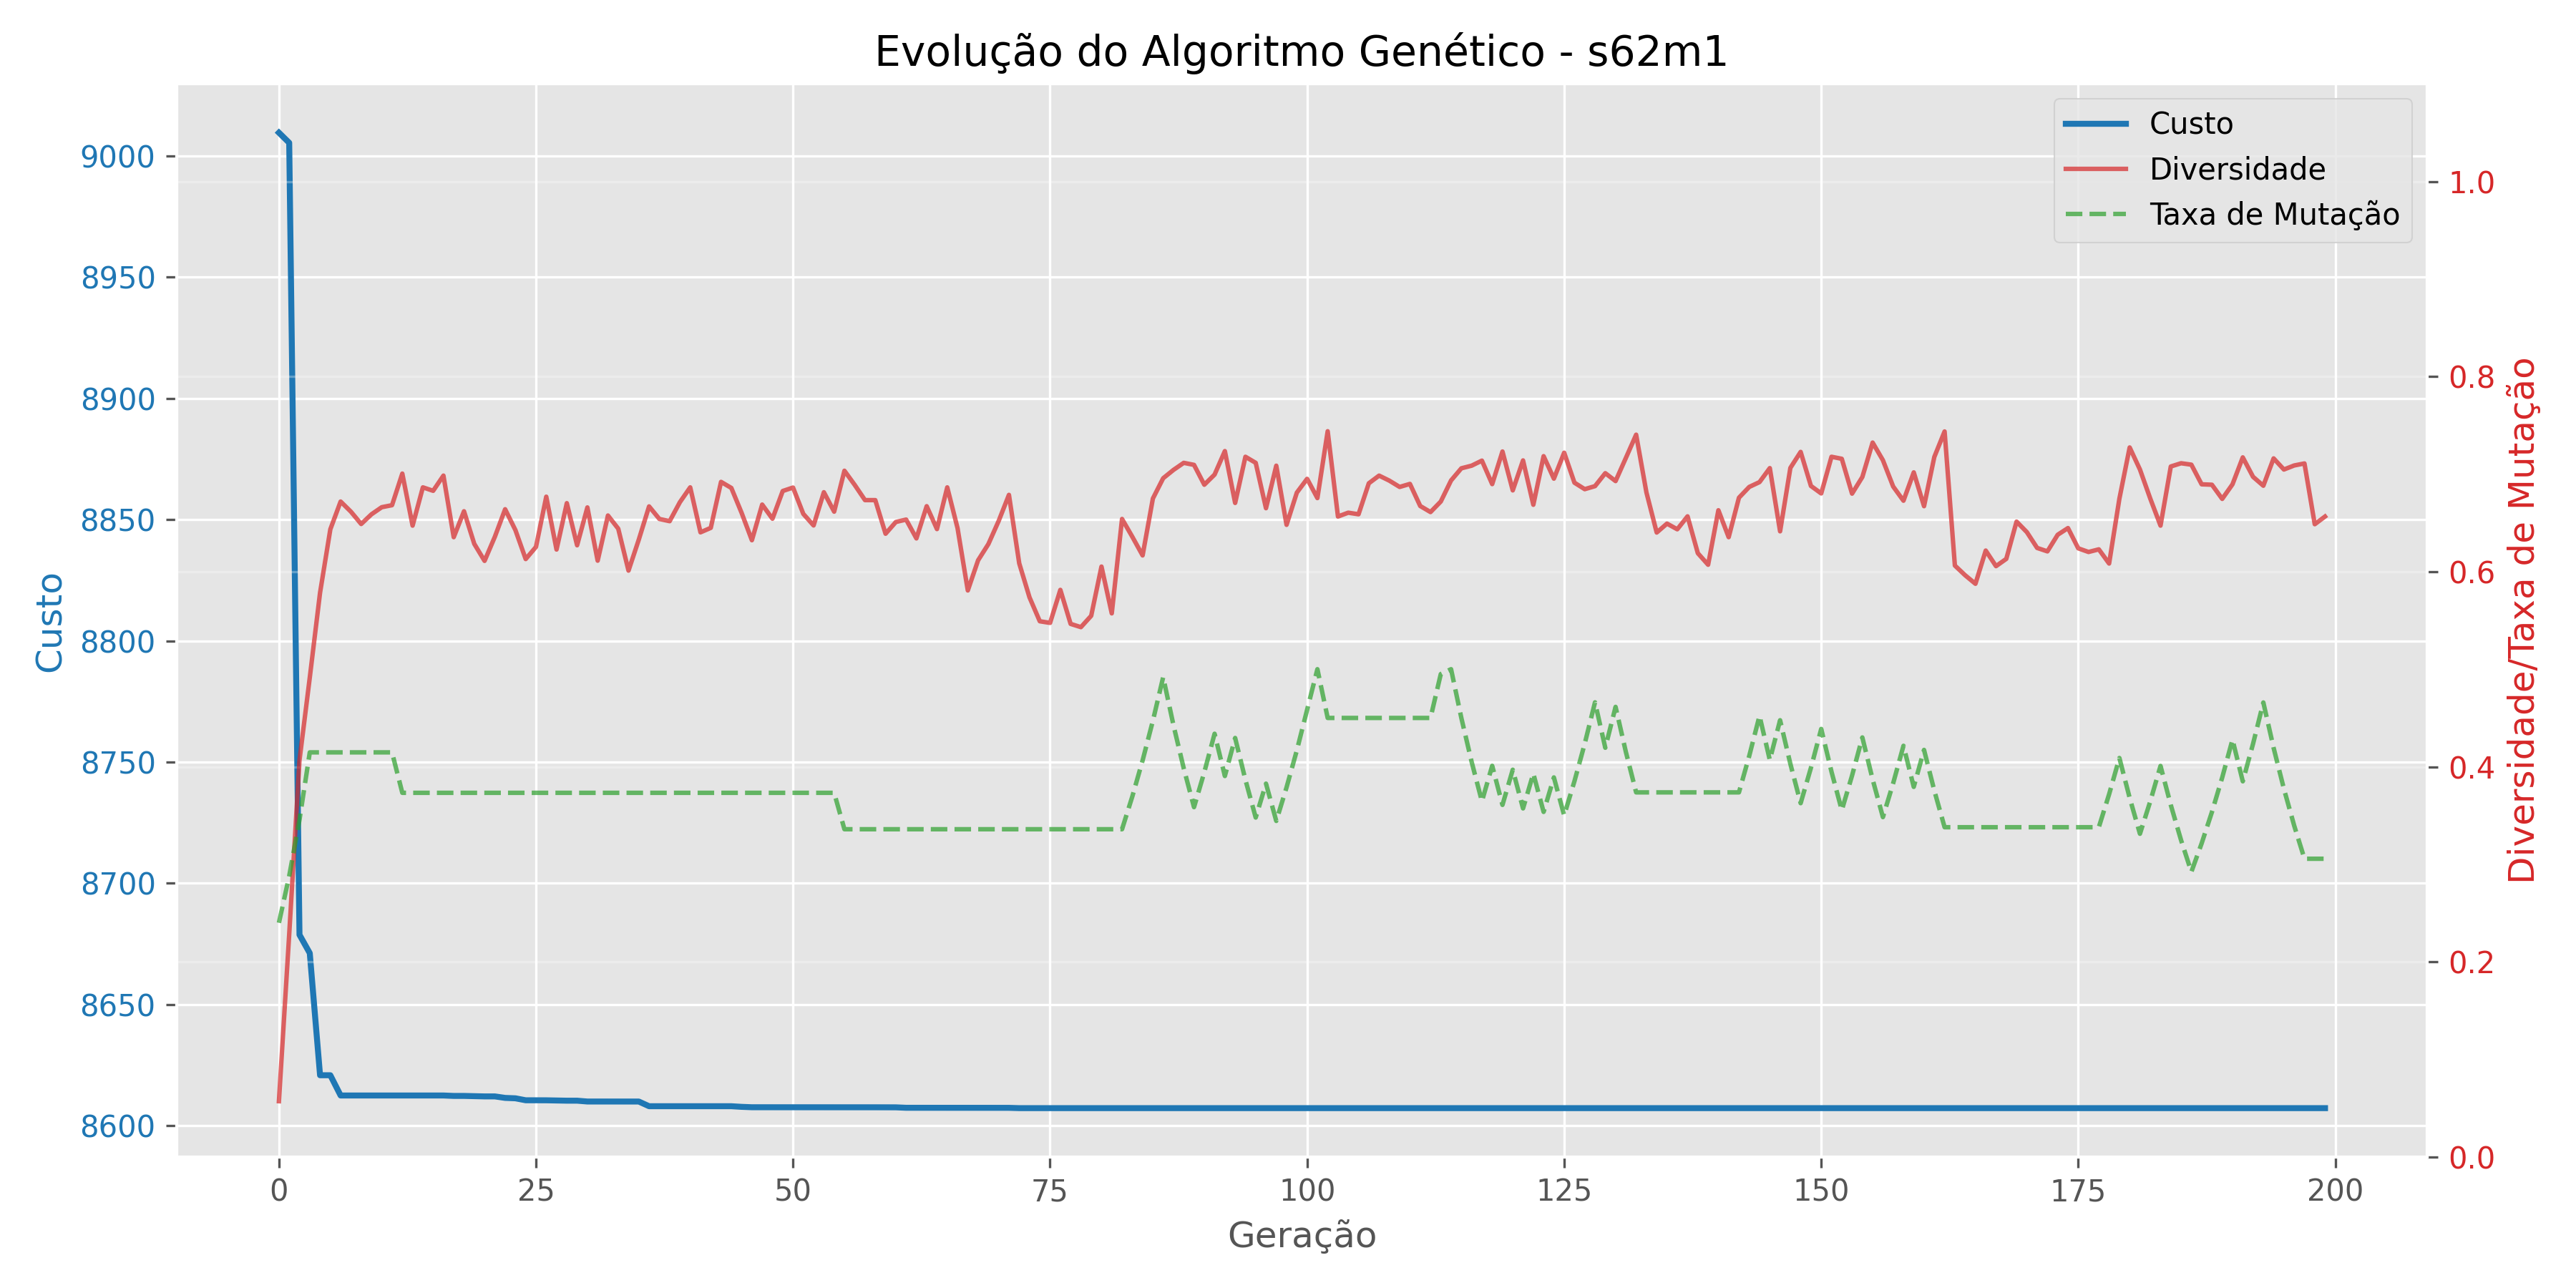 Evolução do Algoritmo Genético - s62m1
Custo
Diversidade
Taxa de Mutação
9000
8950
8900
8850
8800
8750
8700
8650
8600
Custo
1.0
0.8
0.6
0.4
0.2
0.0
Diversidade/Taxa de Mutação
0 25 50 75 100 125 150 175 200
Geração